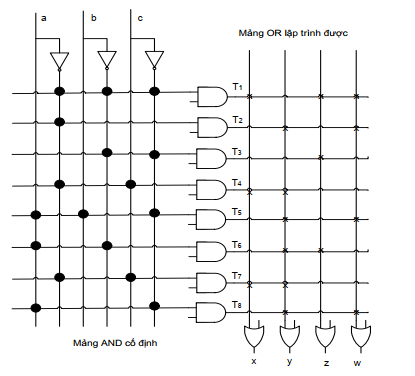 a b c
Mảng OR lập trình được
T1
T2
T3
T4
T5
T6
T7
T8
x y z w
Mảng AND cố định